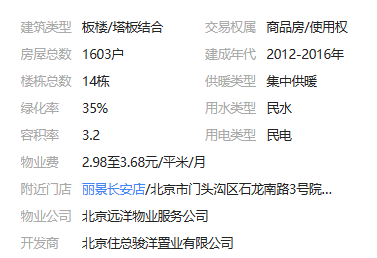 建筑类型 板楼/塔板结合 交易权属 商品房/使用权
房屋总数 1603户 建成年代 2012-2016年
楼栋总数 14栋 供暖类型 集中供暖
绿化率 35% 用水类型 民水
容积率 3.2 用电类型 民电
物业费 2.98至3.68元/平米/月
附近门店 丽景长安店/北京市门头沟区石龙南路3号院...
物业公司 北京远洋物业服务公司
开发商 北京住总骏洋置业有限公司